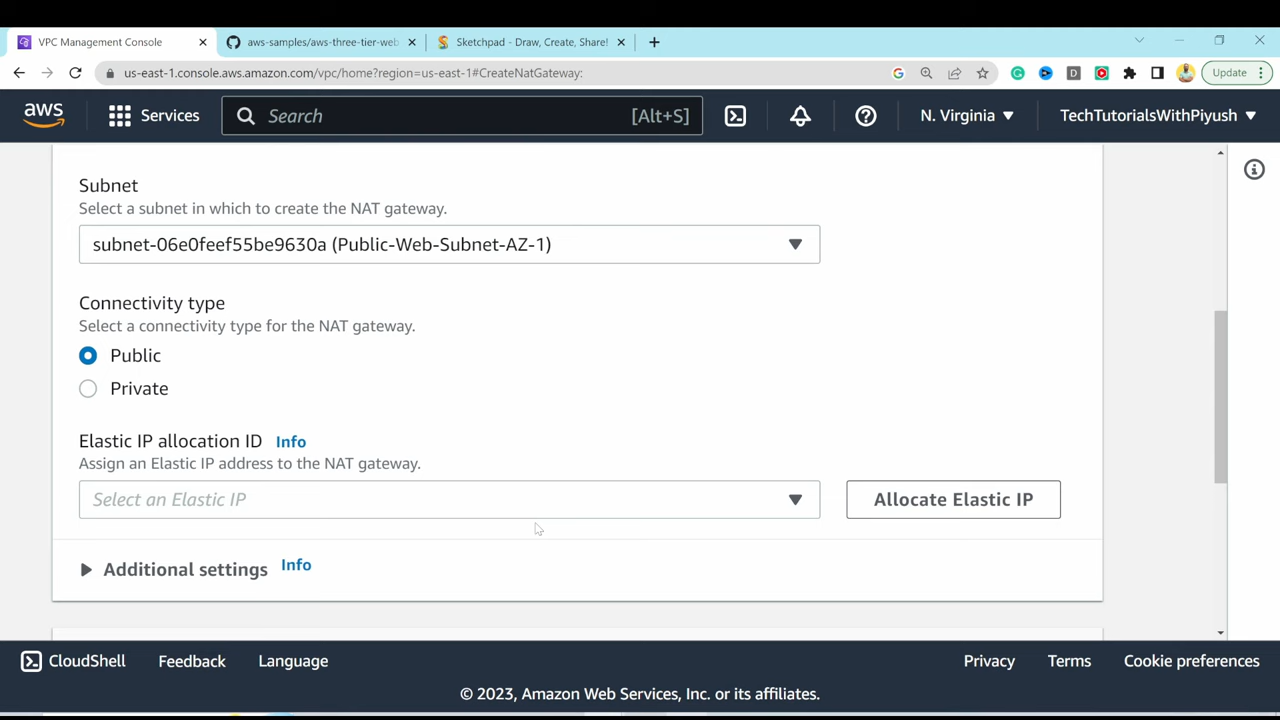 VPC Management Console
aws-samples/aws-three-tier-web
Sketchpad - Draw, Create, Share!
us-east-1.console.aws.amazon.com/vpc/home?region=us-east-1#CreateNatGateway:
Update
aws
Services
Search
[Alt+S]
N. Virginia
TechTutorialsWithPiyush
Subnet
Select a subnet in which to create the NAT gateway.
subnet-06e0feef55be9630a (Public-Web-Subnet-AZ-1)
Connectivity type
Select a connectivity type for the NAT gateway.
Public
Private
Elastic IP allocation ID Info
Assign an Elastic IP address to the NAT gateway.
Select an Elastic IP
Allocate Elastic IP
Additional settings Info
CloudShell
Feedback
Language
Privacy
Terms
Cookie preferences
© 2023, Amazon Web Services, Inc. or its affiliates.